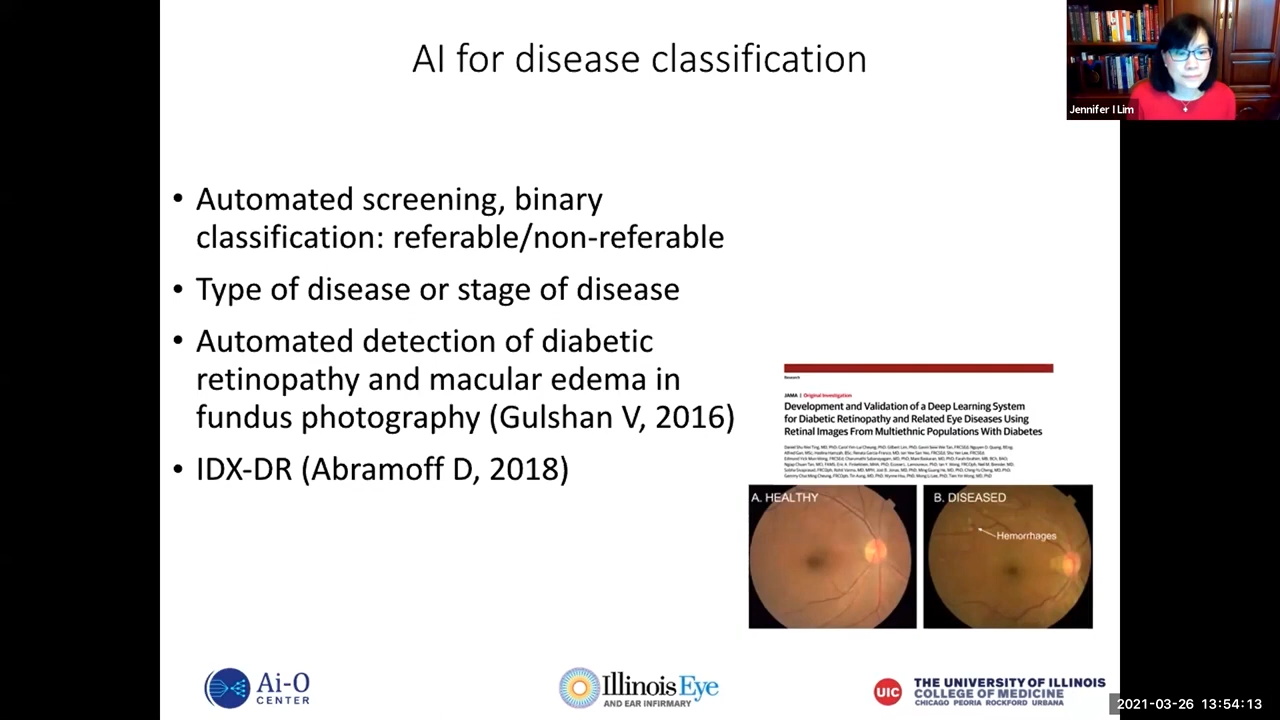 AI for disease classification
Jennifer I Lim
• Automated screening, binary
classification: referable/non-referable
• Type of disease or stage of disease
• Automated detection of diabetic
retinopathy and macular edema in
fundus photography (Gulshan V, 2016)
• IDX-DR (Abramoff D, 2018)
Research
JAMA | Original Investigation
Development and Validation of a Deep Learning System
for Diabetic Retinopathy and Related Eye Diseases Using
Retinal Images From Multiethnic Populations With Diabetes
A. HEALTHY
B. DISEASED
Hemorrhages
Ai-O
CENTER
Illinois Eye
AND EAR INFIRMARY
UIC
THE UNIVERSITY OF ILLINOIS
COLLEGE OF MEDICINE
CHICAGO PEORIA ROCKFORD URBANA
2021-03-26 13:54:13